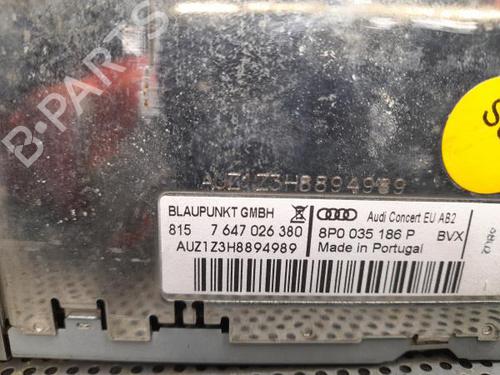 B-PARTS
AUZ1Z3H8894989
BLAUPUNKT GMBH
Audi Concert EU AB2
815 7 647 026 380
8P0 035 186 P BVX
AUZ1Z3H8894989
Made in Portugal